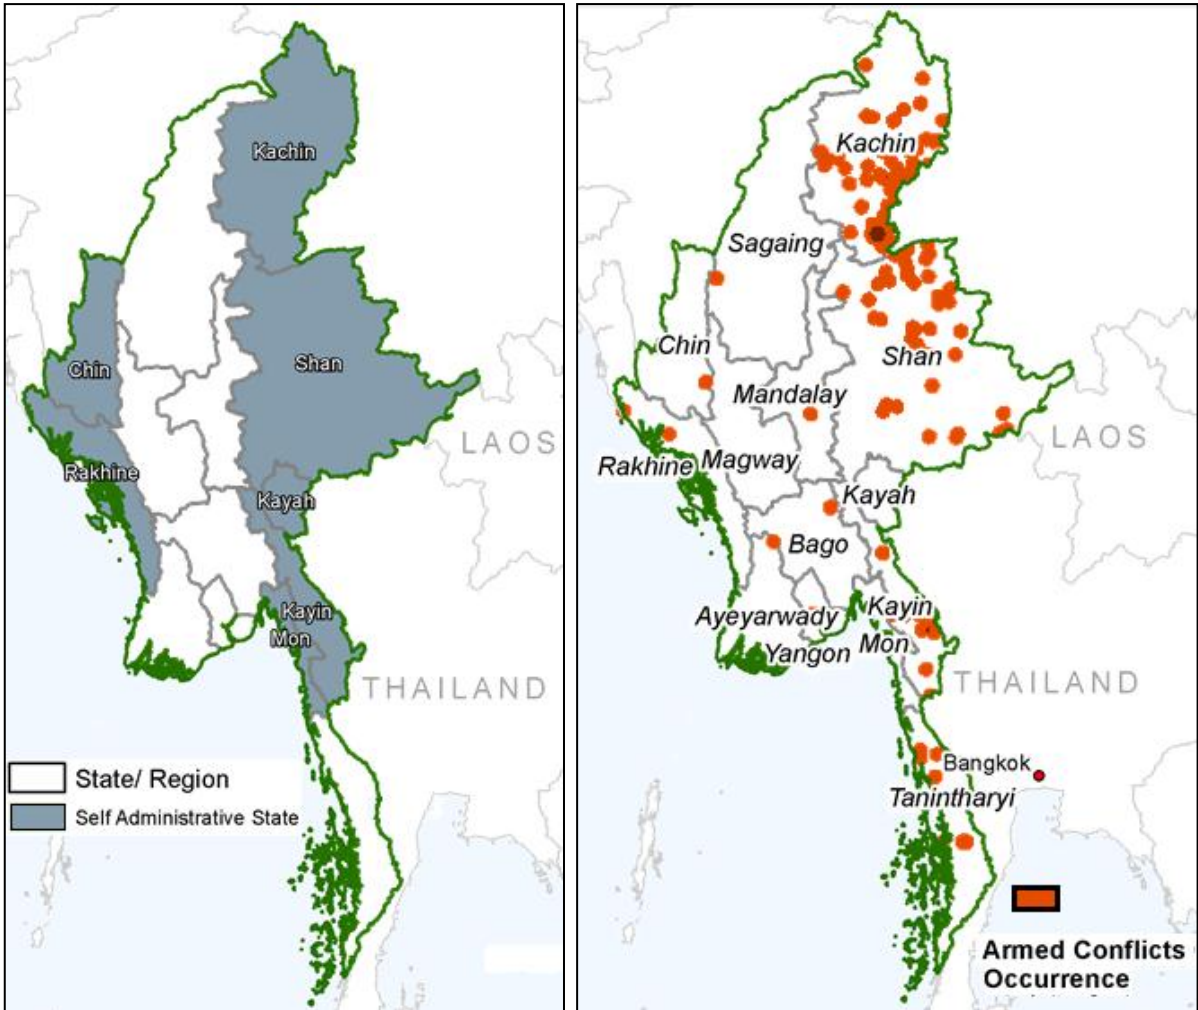 Kachin
Chin
Shan
LAOS
Rakhine
Kayah
Kayin
Mon
THAILAND
State/ Region
Self Administrative State
Kachin
Sagaing
Chin
Shan
Mandalay
LAOS
Rakhine
Magway
Kayah
Bago
Ayeyarwady
Kayin
Yangon
Mon
THAILAND
Bangkok
Tanintharyi
Armed Conflicts
Occurrence